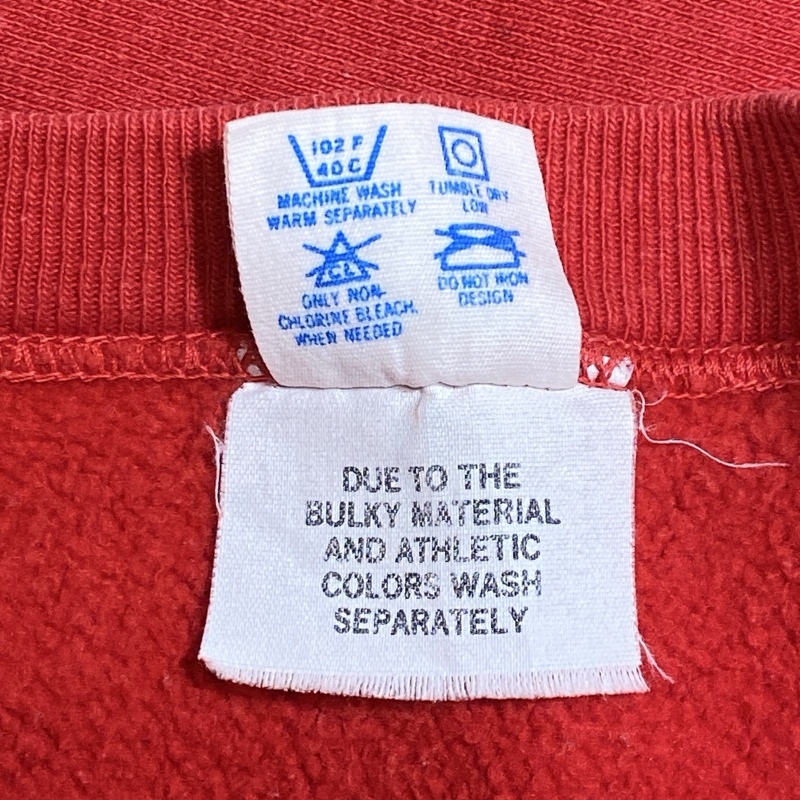 102 F
40 C
MACHINE WASH
WARM SEPARATELY
TUMBLE DRY
LOW
CL
ONLY NON-
CHLORINE BLEACH,
WHEN NEEDED
DO NOT IRON
DESIGN
DUE TO THE
BULKY MATERIAL
AND ATHLETIC
COLORS WASH
SEPARATELY